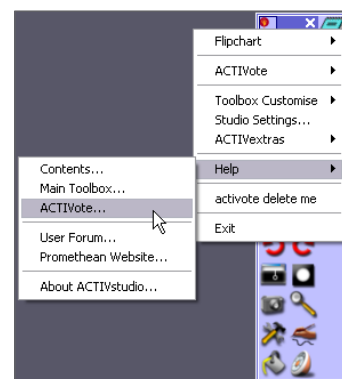 Flipchart
ACTIVote
Toolbox Customise
Studio Settings...
ACTIVextras
Help
activote delete me
Exit
Contents...
Main Toolbox...
ACTIVote...
User Forum...
Promethean Website...
About ACTIVstudio...